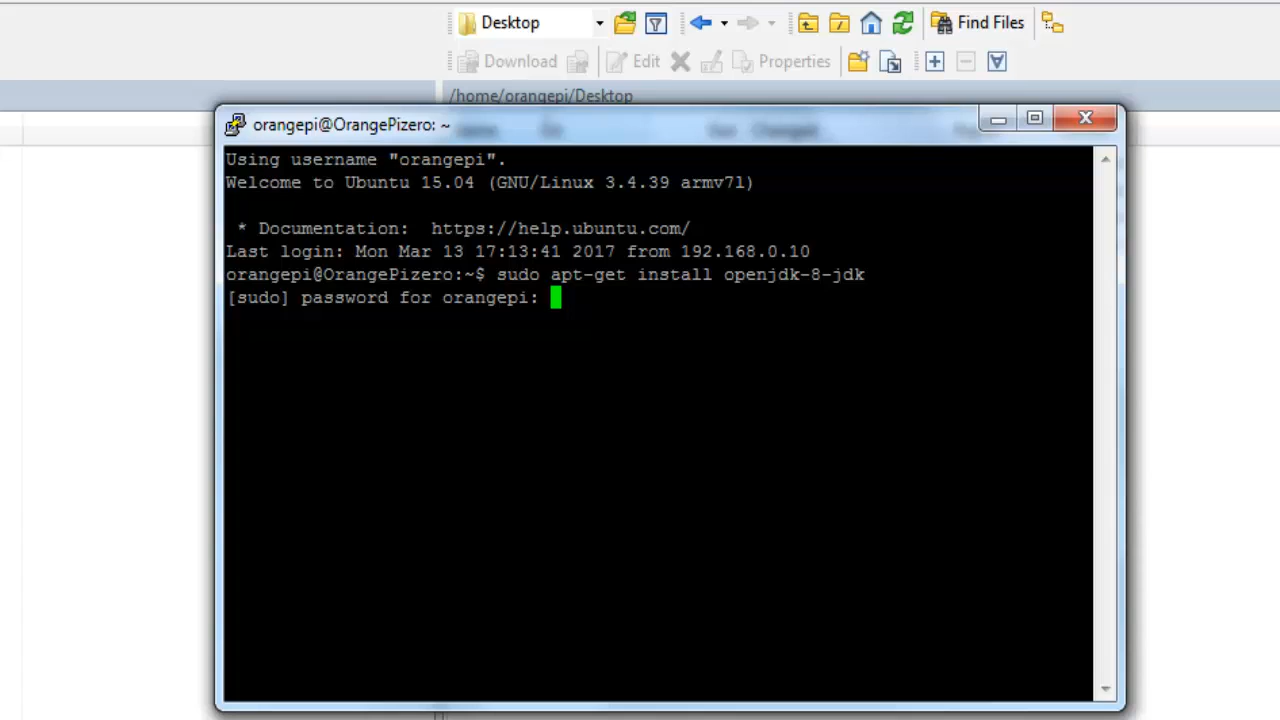 Desktop
Find Files
Download
Edit
Properties
/home/orangepi/Desktop
orangepi@OrangePizero: ~
Changed
Using username "orangepi".
Welcome to Ubuntu 15.04 (GNU/Linux 3.4.39 armv7l)
* Documentation:  https://help.ubuntu.com/
Last login: Mon Mar 13 17:13:41 2017 from 192.168.0.10
orangepi@OrangePizero:~$ sudo apt-get install openjdk-8-jdk
[sudo] password for orangepi: